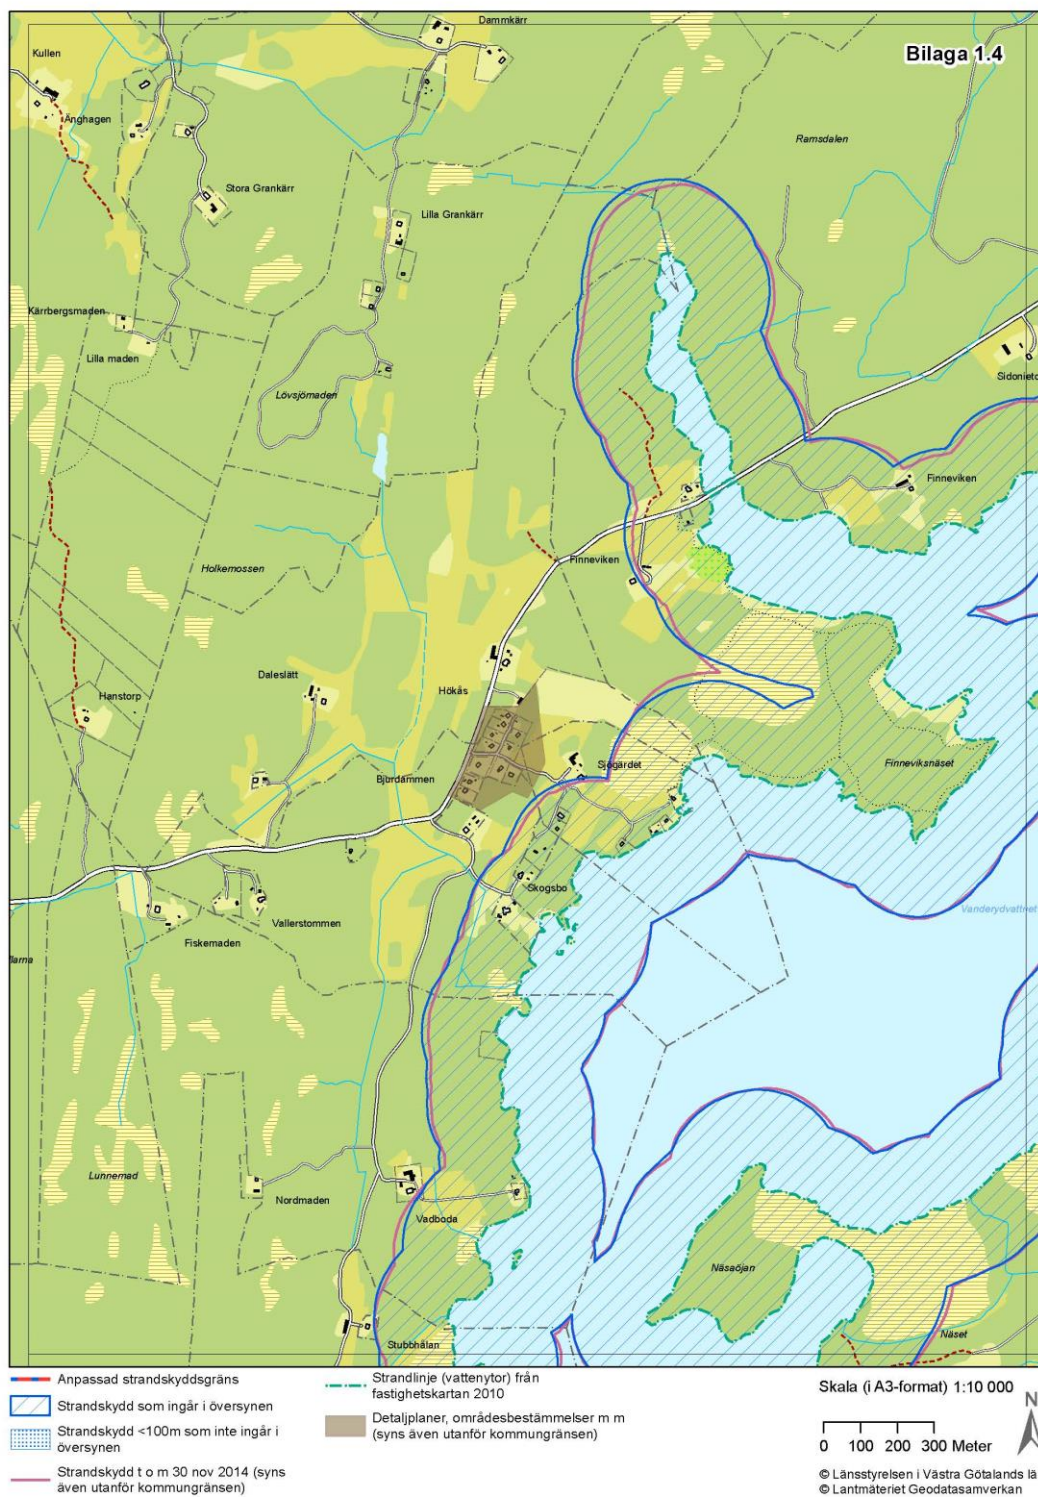 Bilaga 1.4
Dammkärr
Kullen
Änghagen
Ramsdalen
Stora Grankärr
Lilla Grankärr
Kärrbergsmaden
Lilla maden
Lövsjömaden
Finneviken
Holkemossen
Finneviken
Daleslätt
Hökås
Hanstorp
Sjögärdet
Finneviksnäset
Bjurdammen
Skogsbo
Vanderydvattnet
Vallerstommen
Fiskemaden
Lunnemad
Nordmaden
Vadboda
Näsaöjan
Näset
Stubbhålan
Anpassad strandskyddsgräns
Strandskydd som ingår i översynen
Strandskydd <100m som inte ingår i
översynen
Strandskydd t o m 30 nov 2014 (syns
även utanför kommungränsen)
Strandlinje (vattenytor) från
fastighetskartan 2010
Detaljplaner, områdesbestämmelser m m
(syns även utanför kommungränsen)
Skala (i A3-format) 1:10 000
N
0 100 200 300 Meter
© Länsstyrelsen i Västra Götalands lä
© Lantmäteriet Geodatasamverkan